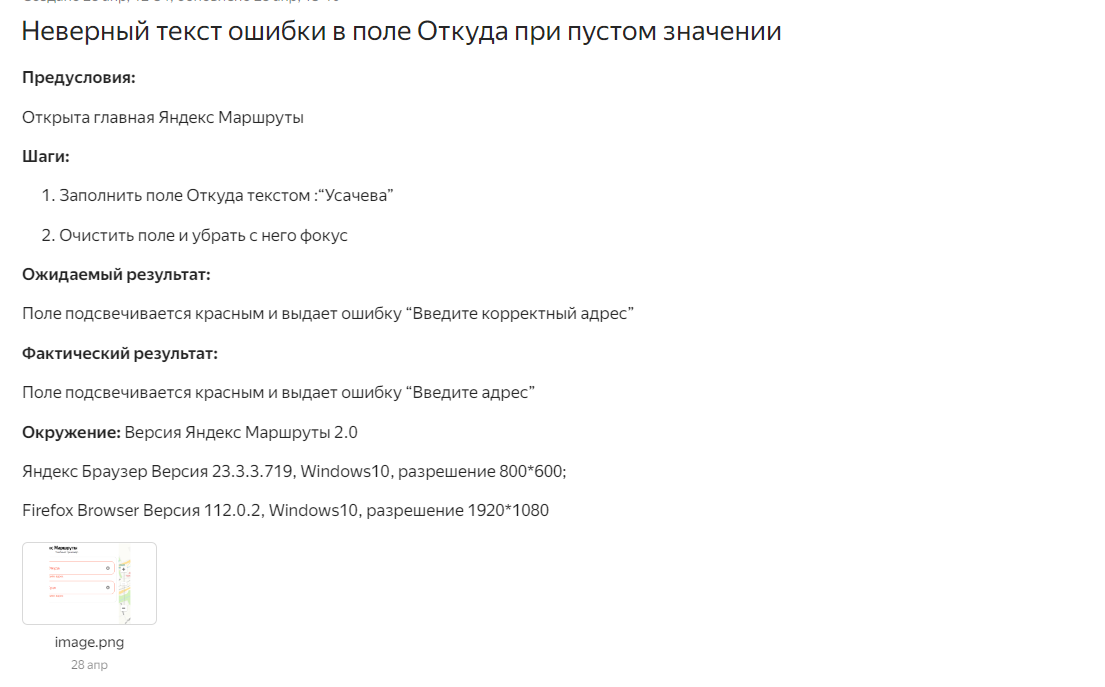 Неверный текст ошибки в поле Откуда при пустом значении
Предусловия:
Открыта главная Яндекс Маршруты
Шаги:
1. Заполнить поле Откуда текстом :“Усачева”
2. Очистить поле и убрать с него фокус
Ожидаемый результат:
Поле подсвечивается красным и выдает ошибку “Введите корректный адрес”
Фактический результат:
Поле подсвечивается красным и выдает ошибку “Введите адрес”
Окружение: Версия Яндекс Маршруты 2.0
Яндекс Браузер Версия 23.3.3.719, Windows10, разрешение 800*600;
Firefox Browser Версия 112.0.2, Windows10, разрешение 1920*1080
Маршруты
image.png
28 апр